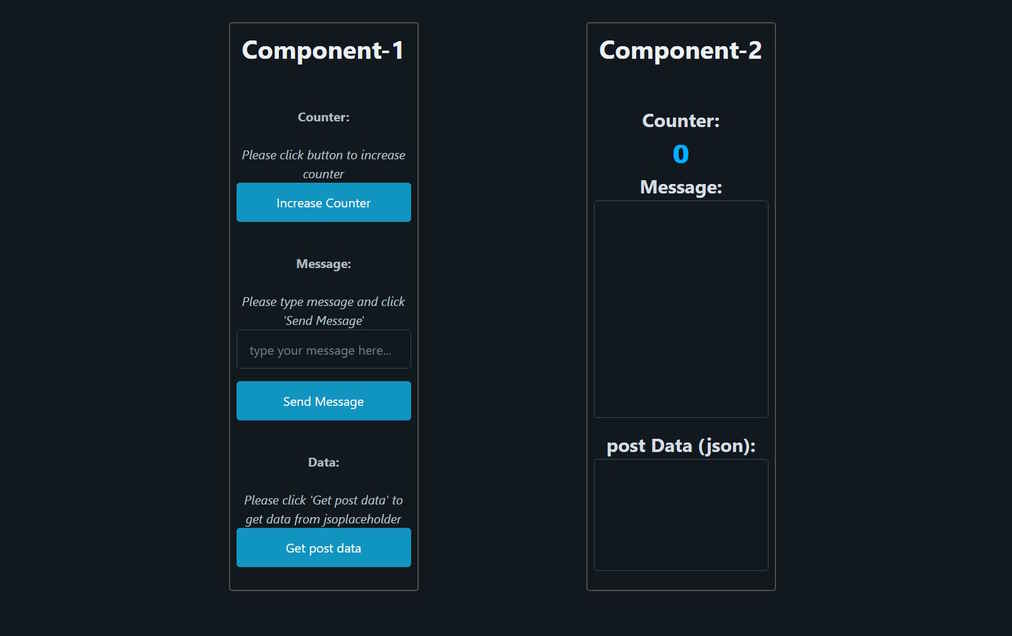 Component-1
Counter:
Please click button to increase
counter
Increase Counter
Message:
Please type message and click
'Send Message'
type your message here...
Send Message
Data:
Please click 'Get post data' to
get data from jsoplaceholder
Get post data
Component-2
Counter:
0
Message:
post Data (json):